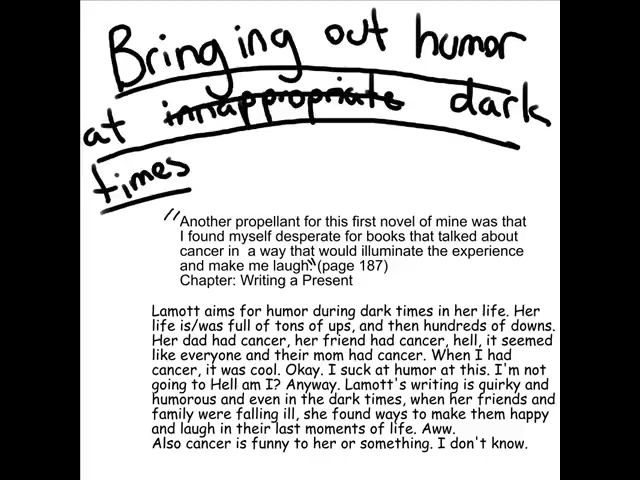 Bringing out humor
at innappropriate dark
times
"Another propellant for this first novel of mine was that
I found myself desperate for books that talked about
cancer in a way that would illuminate the experience
and make me laugh." (page 187)
Chapter: Writing a Present
Lamott aims for humor during dark times in her life. Her
life is/was full of tons of ups, and then hundreds of downs.
Her dad had cancer, her friend had cancer, hell, it seemed
like everyone and their mom had cancer. When I had
cancer, it was cool. Okay. I suck at humor at this. I'm not
going to Hell am I? Anyway. Lamott's writing is quirky and
humorous and even in the dark times, when her friends and
family were falling ill, she found ways to make them happy
and laugh in their last moments of life. Aww.
Also cancer is funny to her or something. I don't know.